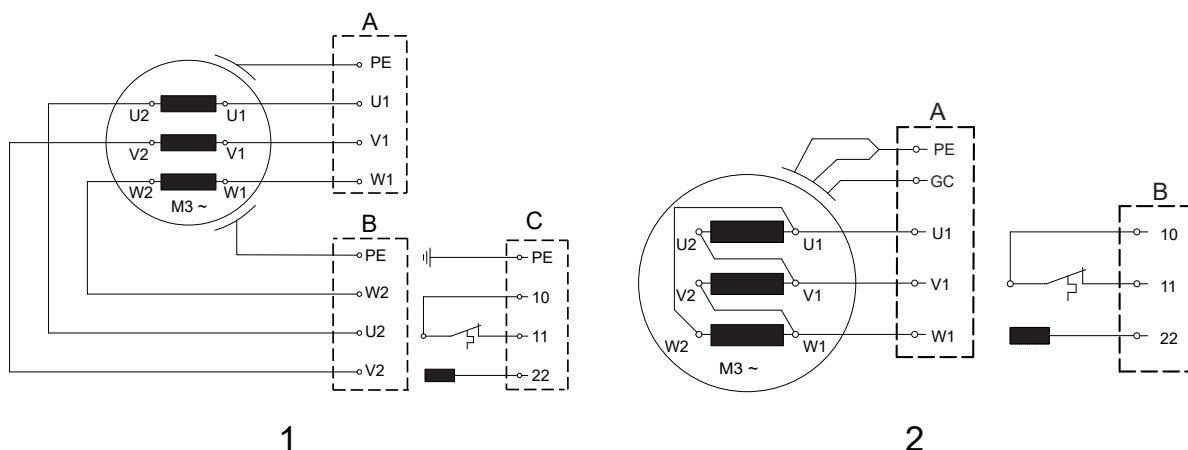 A
PE
U2 U1 U1
V2 V1 V1
W2 W1 W1
M3 ~
B
PE
W2
U2
V2
C
PE
10
11
22
1
A
PE
GC
U2 U1 U1
V2 V1 V1
W2 W1 W1
M3 ~
B
10
11
22
2